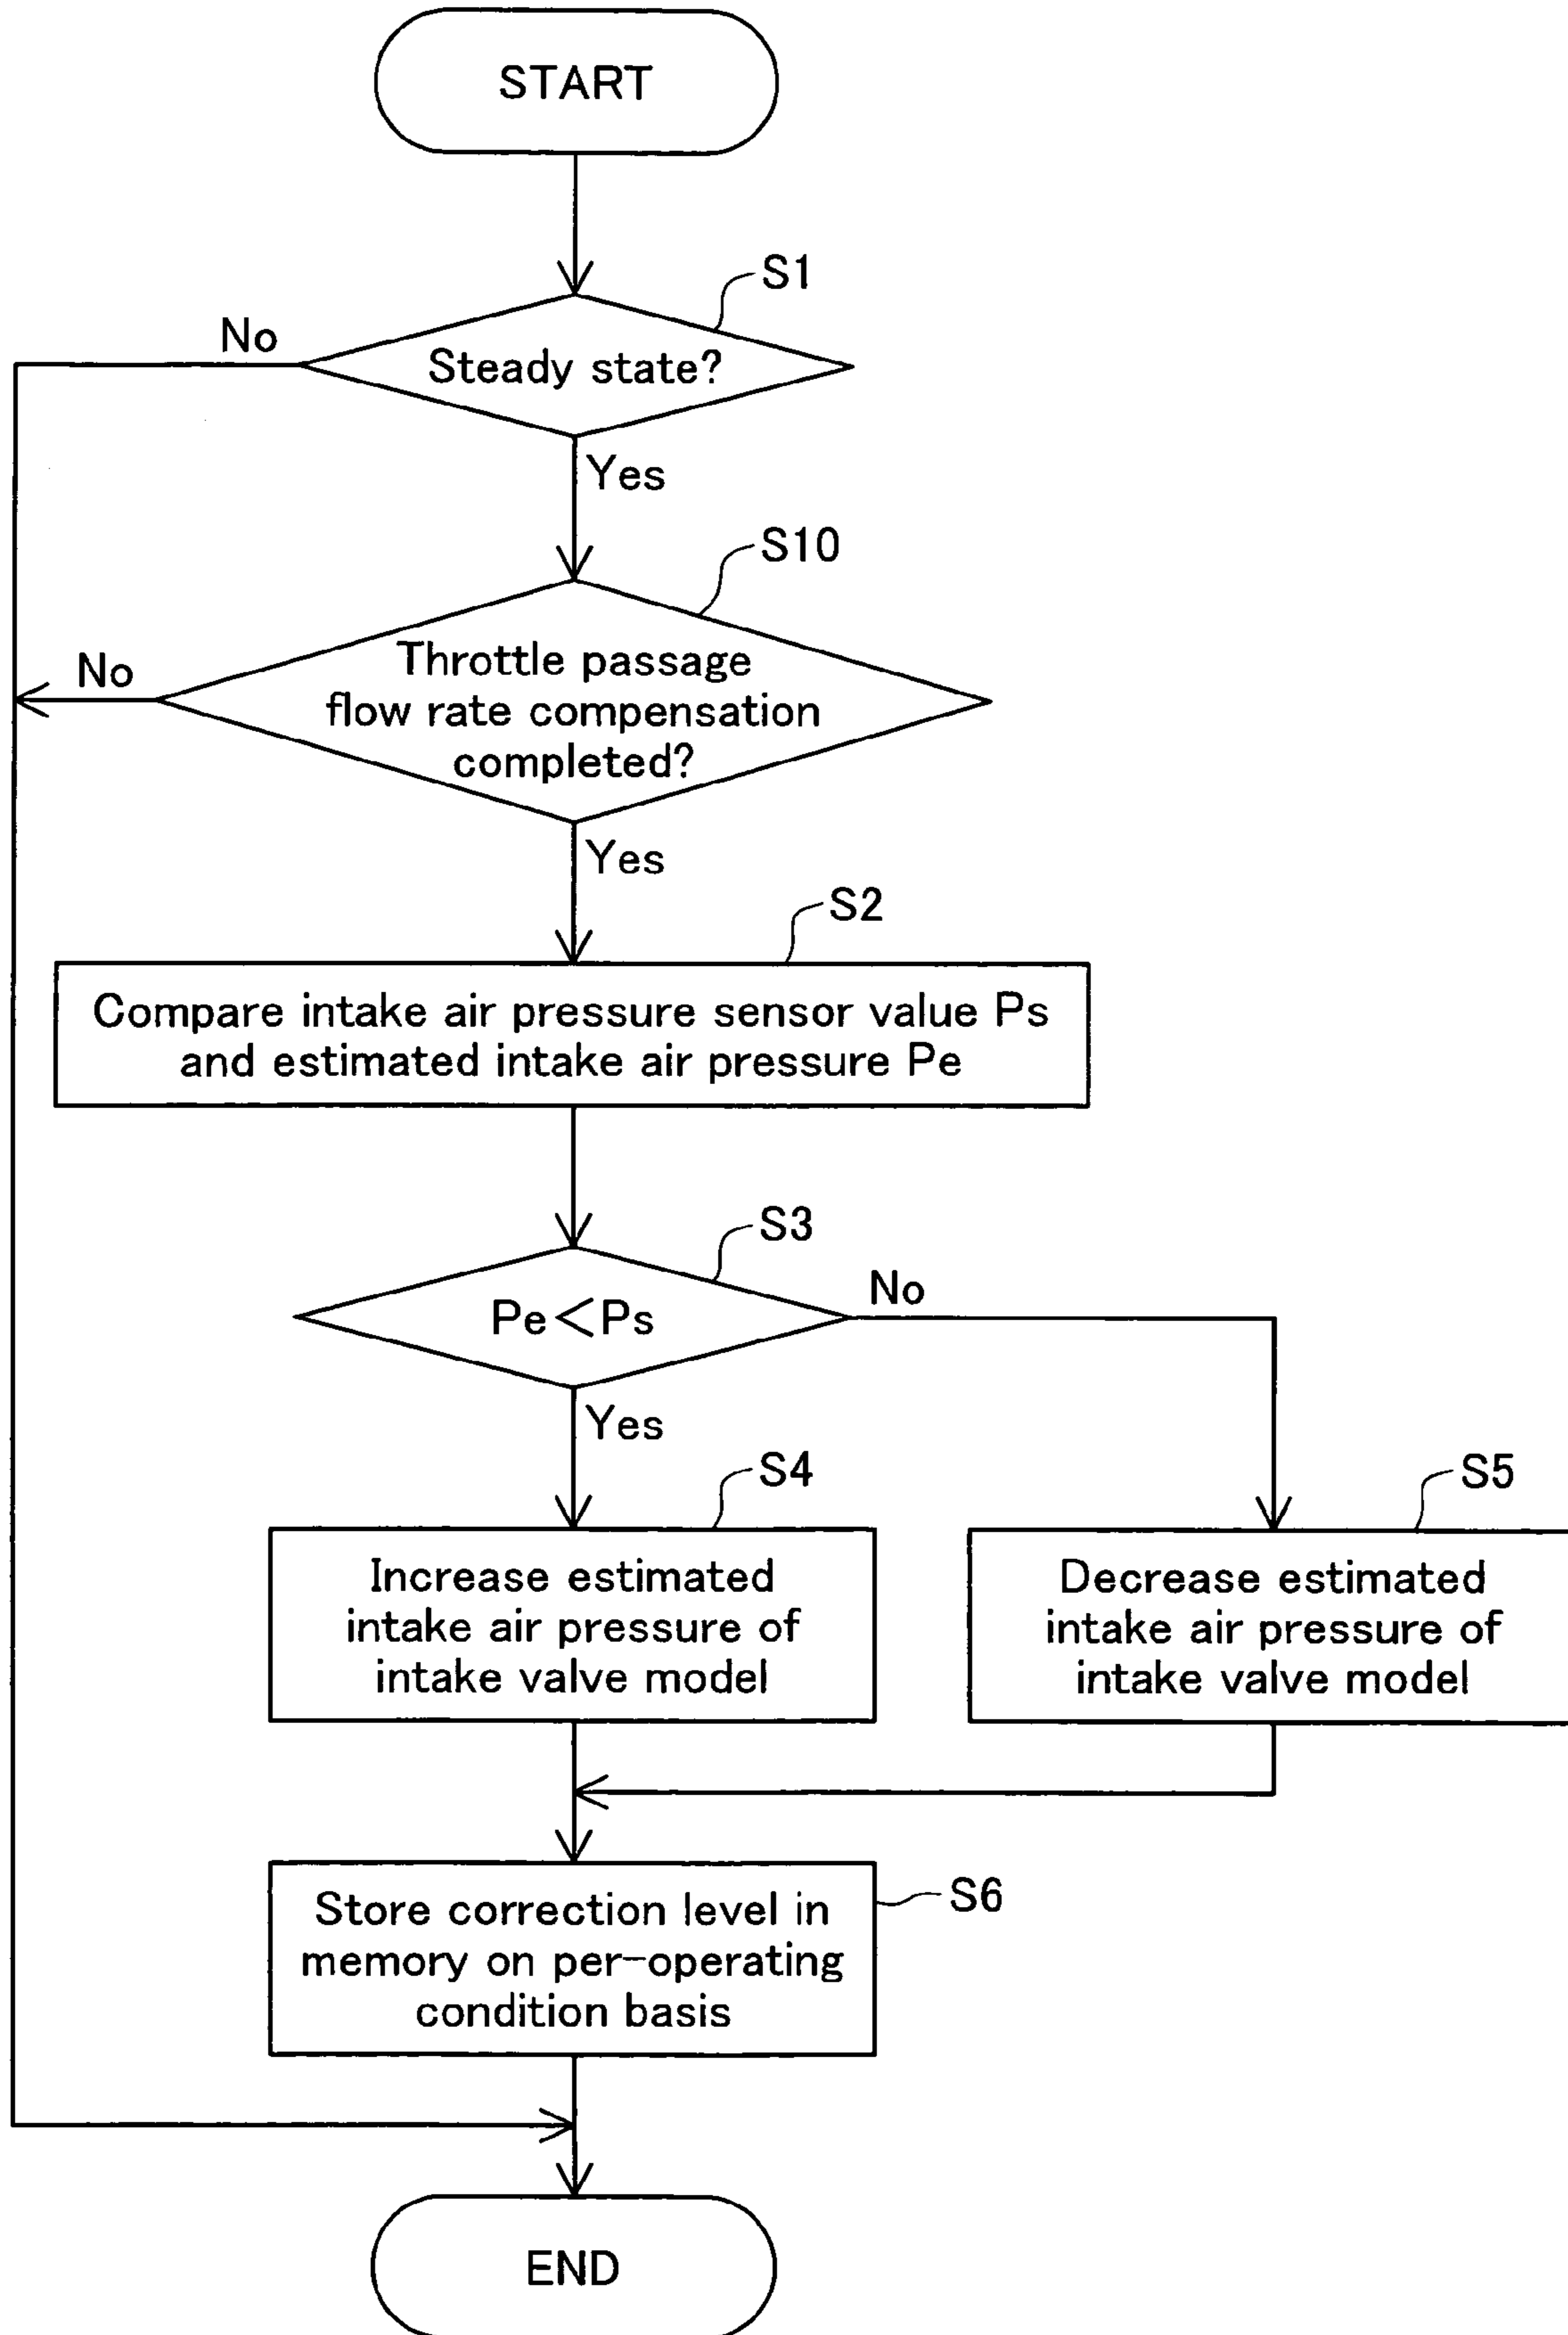 START
S1
No
Steady state?
Yes
S10
No
Throttle passage
flow rate compensation
completed?
Yes
S2
Compare intake air pressure sensor value Ps
and estimated intake air pressure Pe
S3
Pe<Ps
No
Yes
S4
S5
Increase estimated
intake air pressure of
intake valve model
Decrease estimated
intake air pressure of
intake valve model
Store correction level in
memory on per-operating
condition basis
S6
END